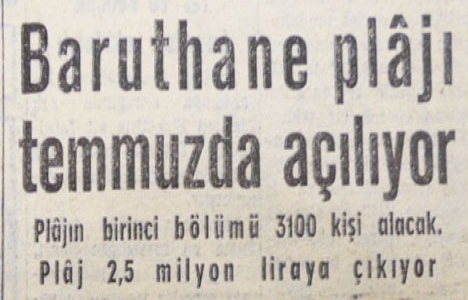 Baruthane plâjı
temmuzda açılıyor
Plâjın birinci bölümü 3100 kişi alacak.
Plâj 2,5 milyon liraya çıkıyor